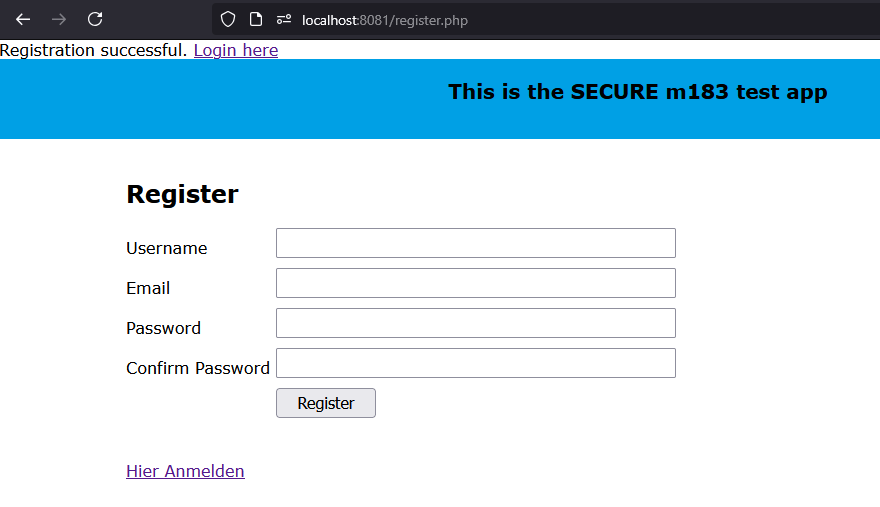 localhost:8081/register.php
Registration successful. Login here
This is the SECURE m183 test app
Register
Username
Email
Password
Confirm Password
Register
Hier Anmelden